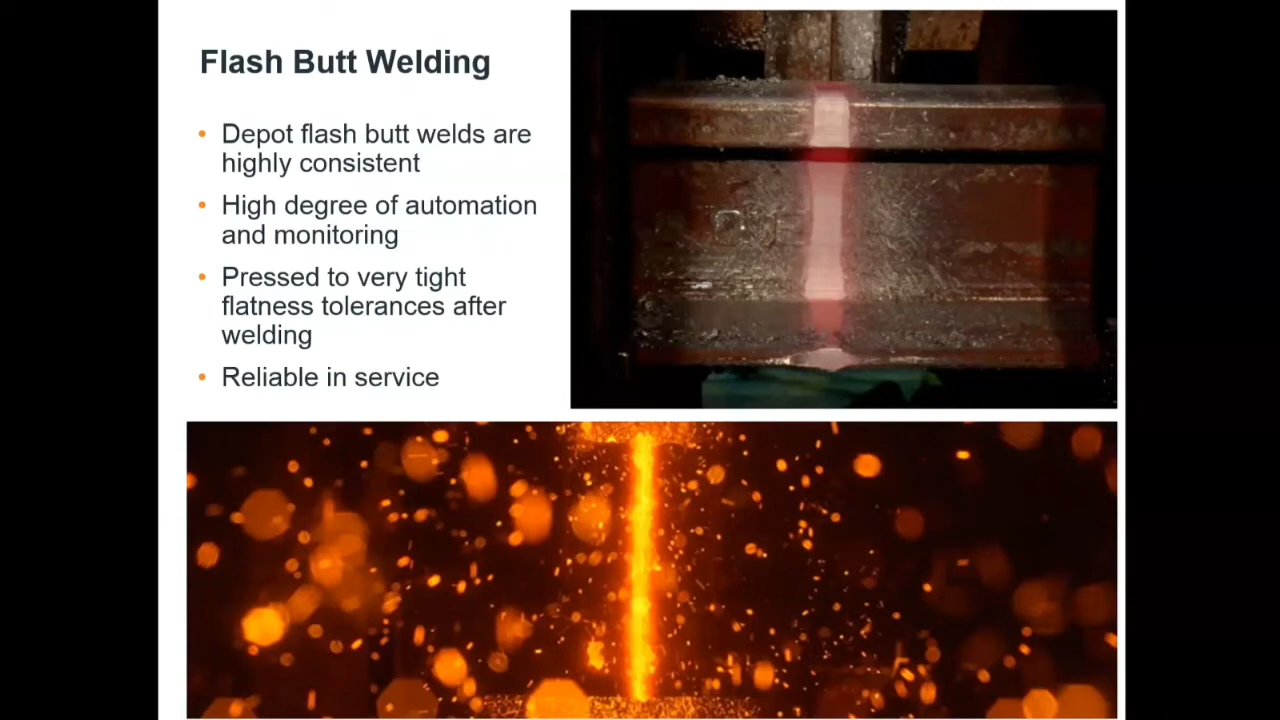 Flash Butt Welding
• Depot flash butt welds are
highly consistent
• High degree of automation
and monitoring
• Pressed to very tight
flatness tolerances after
welding
• Reliable in service